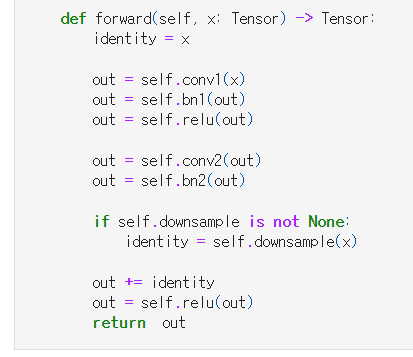 def forward(self, x: Tensor) -> Tensor:
    identity = x

    out = self.conv1(x)
    out = self.bn1(out)
    out = self.relu(out)

    out = self.conv2(out)
    out = self.bn2(out)

    if self.downsample is not None:
        identity = self.downsample(x)

    out += identity
    out = self.relu(out)
    return  out